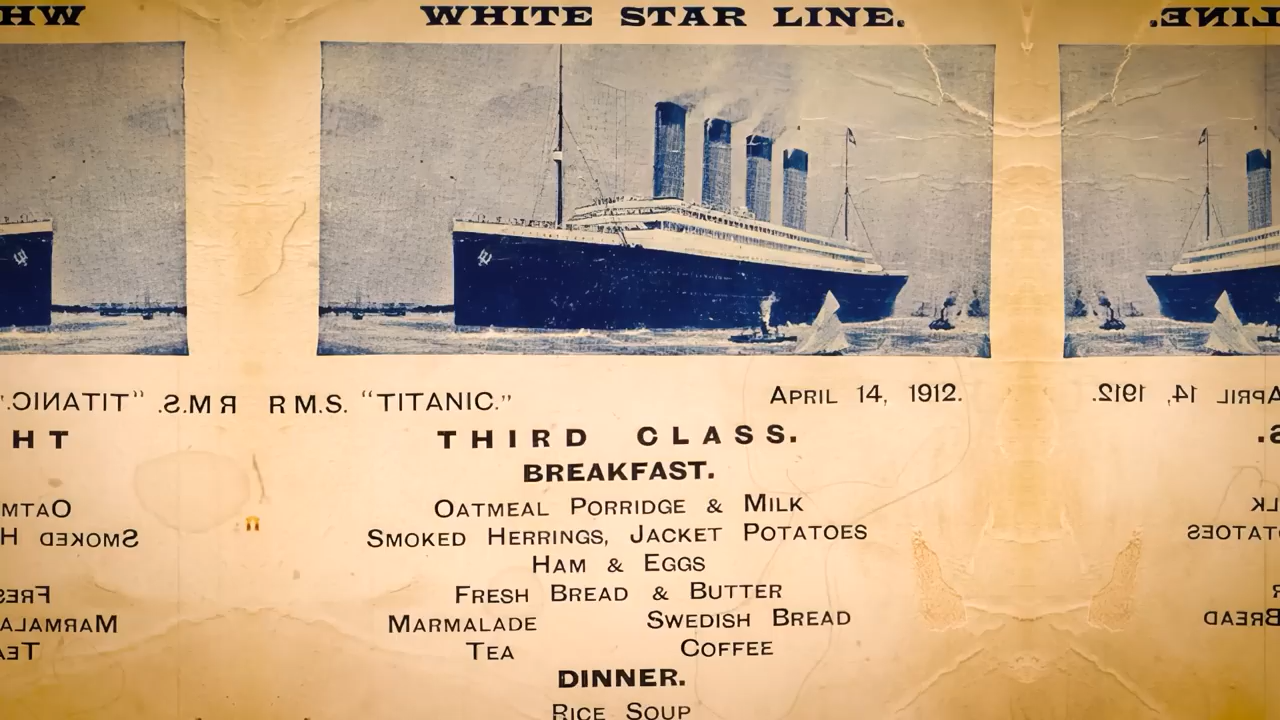 WHITE STAR LINE.
R.M.S. "TITANIC."
APRIL 14, 1912.
THIRD CLASS.
BREAKFAST.
OATMEAL PORRIDGE & MILK
SMOKED HERRINGS, JACKET POTATOES
HAM & EGGS
FRESH BREAD & BUTTER
MARMALADE SWEDISH BREAD
TEA COFFEE
DINNER.
RICE SOUP